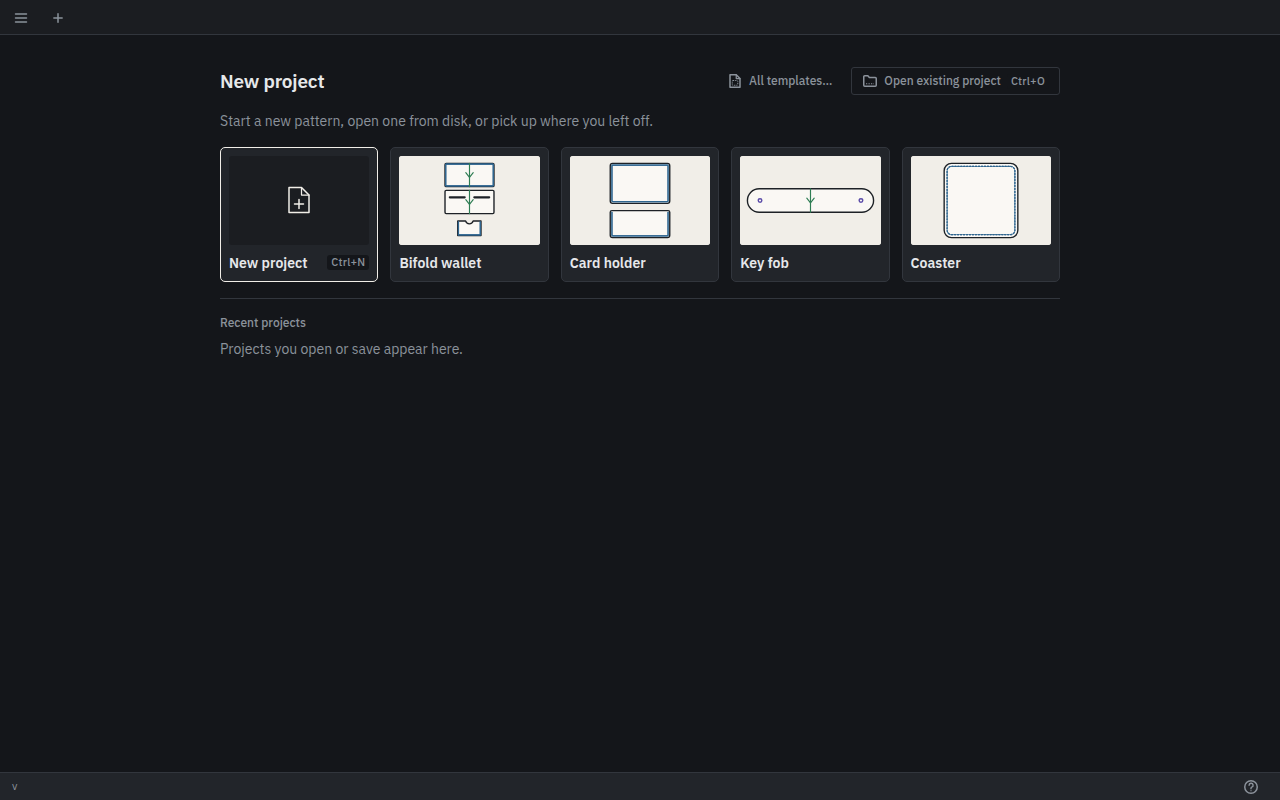 New project
All templates...
Open existing project Ctrl+O
Start a new pattern, open one from disk, or pick up where you left off.
New project Ctrl+N
Bifold wallet
Card holder
Key fob
Coaster
Recent projects
Projects you open or save appear here.
v